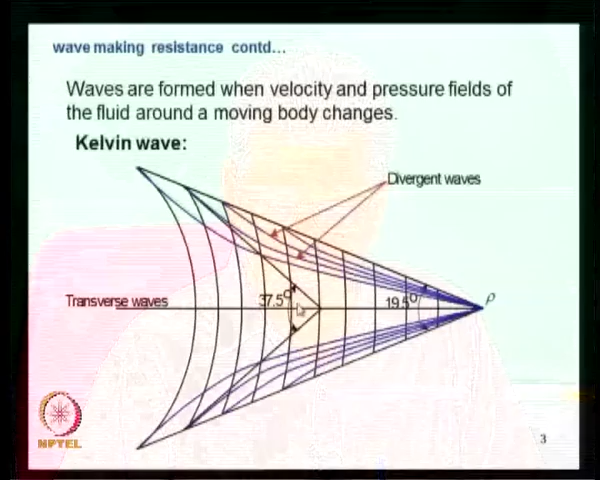 wave making resistance contd...
Waves are formed when velocity and pressure fields of
the fluid around a moving body changes.
Kelvin wave:
Divergent waves
Transverse waves
37.5°
19.5°
ρ
NPTEL
3